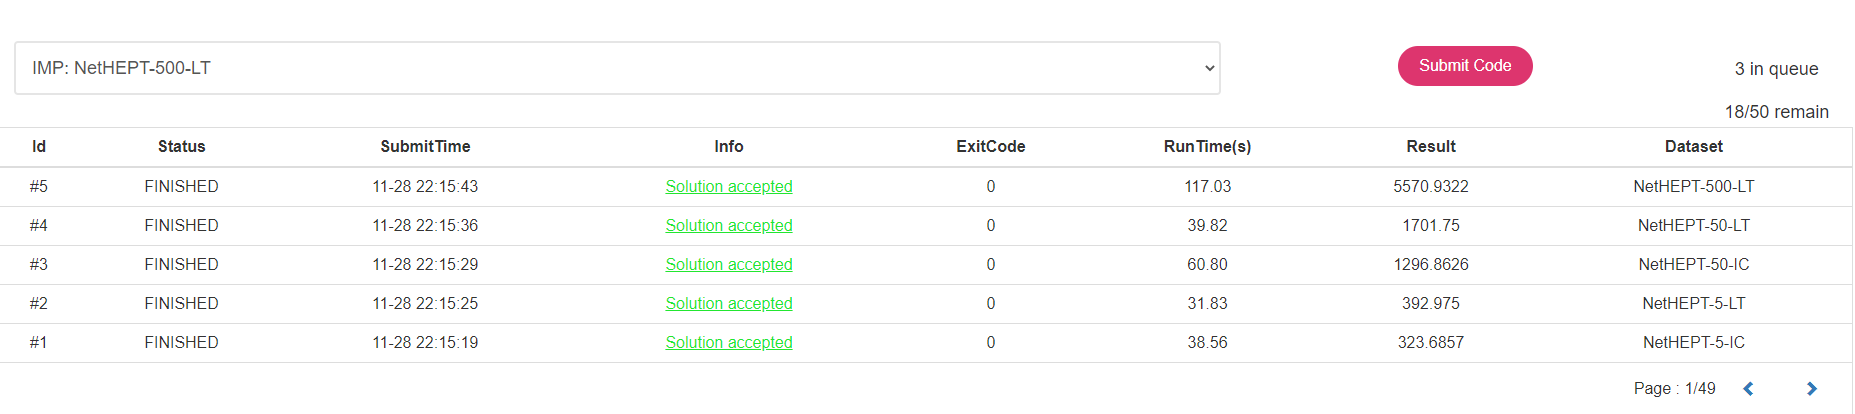 IMP: NetHEPT-500-LT
Submit Code
3 in queue
18/50 remain
Id Status SubmitTime Info ExitCode RunTime(s) Result Dataset
#5 FINISHED 11-28 22:15:43 Solution accepted 0 117.03 5570.9322 NetHEPT-500-LT
#4 FINISHED 11-28 22:15:36 Solution accepted 0 39.82 1701.75 NetHEPT-50-LT
#3 FINISHED 11-28 22:15:29 Solution accepted 0 60.80 1296.8626 NetHEPT-50-IC
#2 FINISHED 11-28 22:15:25 Solution accepted 0 31.83 392.975 NetHEPT-5-LT
#1 FINISHED 11-28 22:15:19 Solution accepted 0 38.56 323.6857 NetHEPT-5-IC
Page : 1/49